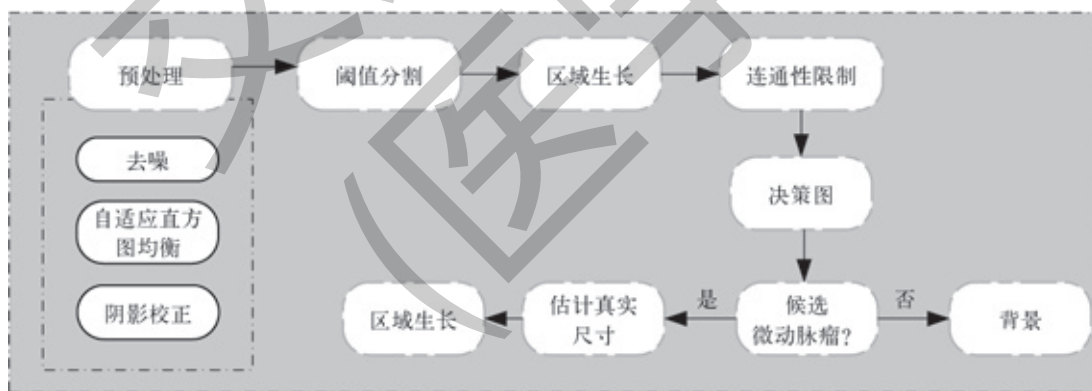 预处理
阈值分割
区域生长
连通性限制
去噪
自适应直方
图均衡
阴影校正
决策图
候选
微动脉瘤?
是
否
估计真实
尺寸
区域生长
背景